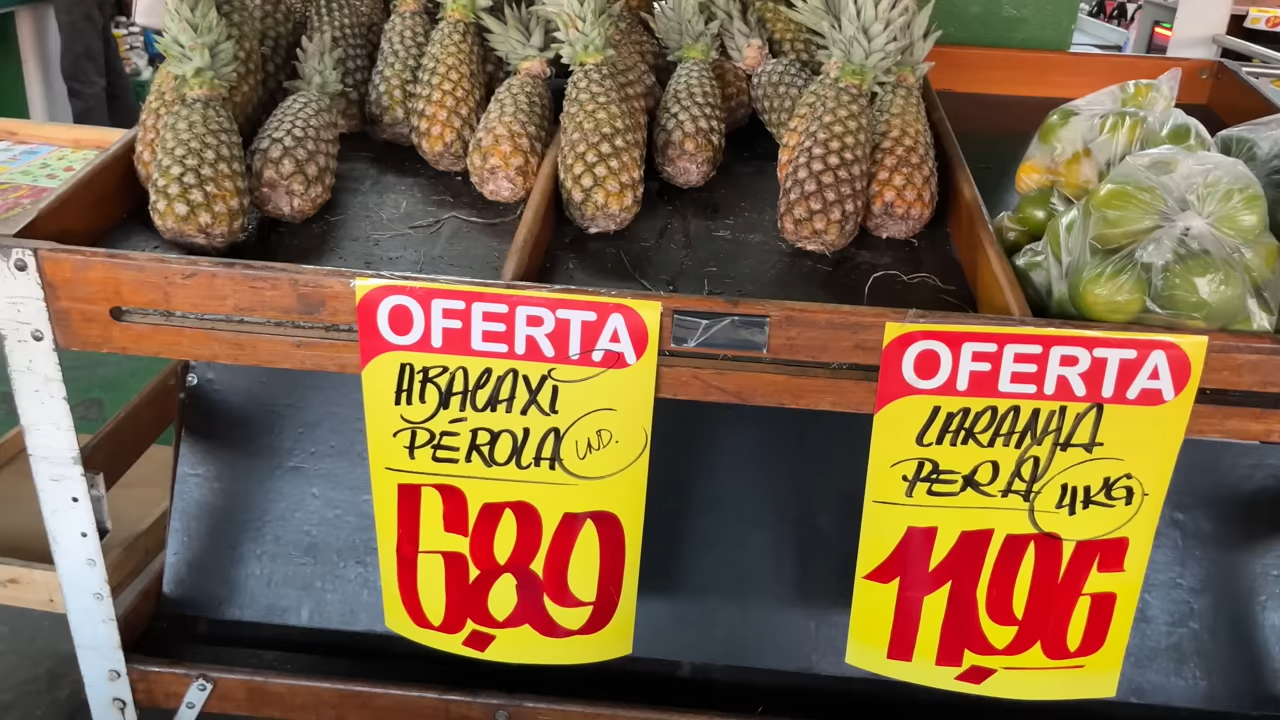 OFERTA
ABACAXI
PÉROLA UND.
6,89
OFERTA
LARANJA
PERA 4KG
11,96